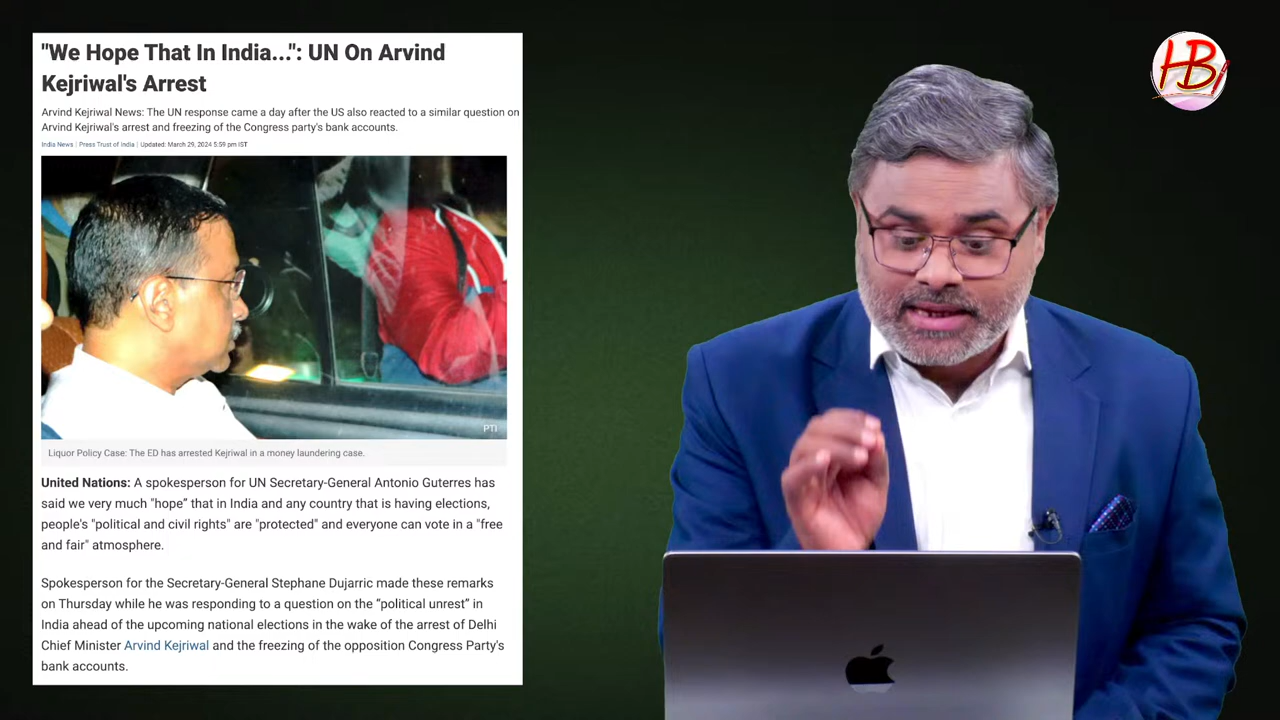 "We Hope That In India...": UN On Arvind
Kejriwal's Arrest
Arvind Kejriwal News: The UN response came a day after the US also reacted to a similar question on
Arvind Kejriwal's arrest and freezing of the Congress party's bank accounts.
India News | Press Trust of India | Updated: March 29, 2024 5:59 pm IST
PTI
Liquor Policy Case: The ED has arrested Kejriwal in a money laundering case.
United Nations: A spokesperson for UN Secretary-General Antonio Guterres has
said we very much "hope” that in India and any country that is having elections,
people's "political and civil rights" are "protected" and everyone can vote in a "free
and fair" atmosphere.
Spokesperson for the Secretary-General Stephane Dujarric made these remarks
on Thursday while he was responding to a question on the “political unrest” in
India ahead of the upcoming national elections in the wake of the arrest of Delhi
Chief Minister Arvind Kejriwal and the freezing of the opposition Congress Party's
bank accounts.
HB